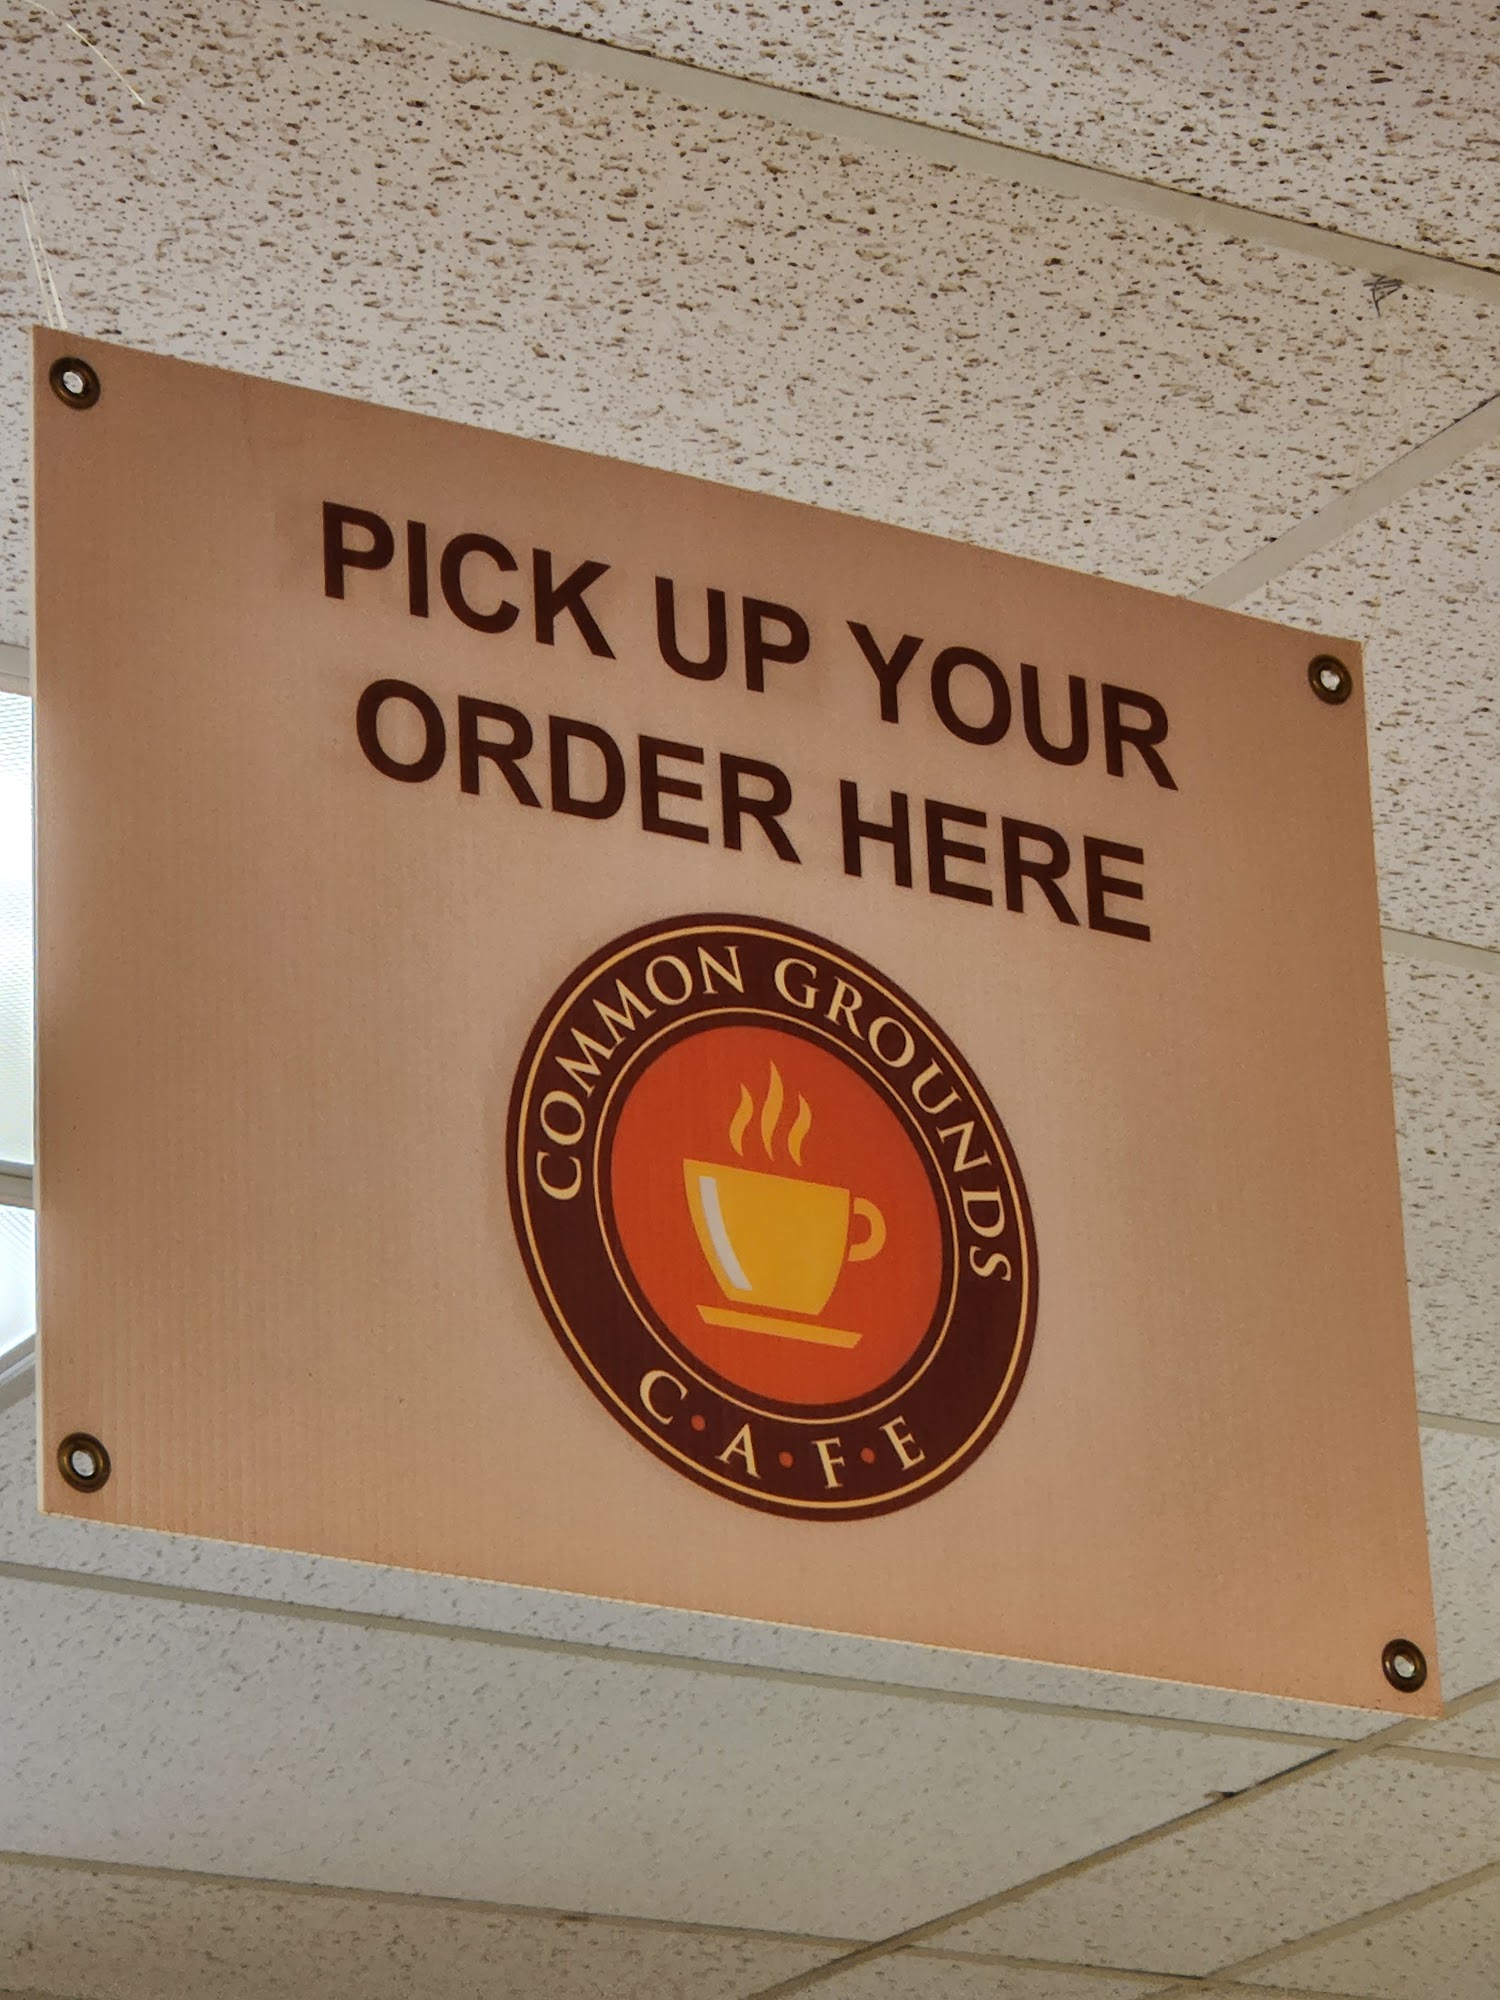 PICK UP YOUR
ORDER HERE
COMMON GROUNDS
C•A•F•E